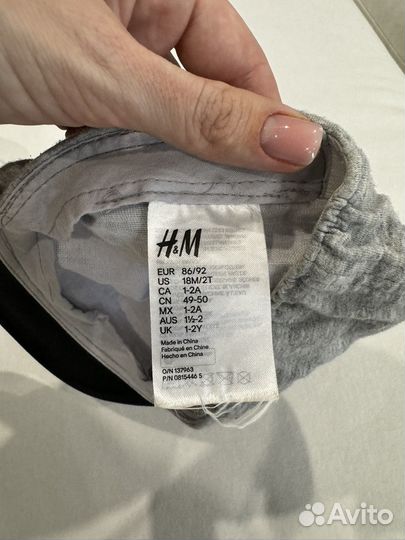 H&M
EUR 86/92
US 18M/2T
CA 1-2A
CN 49-50
MX 1-2A
AUS 1½-2
UK 1-2Y
Made in China
Fabriqué en Chine
Hecho en China
O/N 137963
P/N 0815446 5
Avito